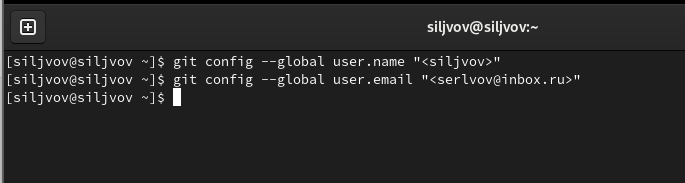 siljvov@siljvov:~
[siljvov@siljvov ~]$ git config --global user.name "<siljvov>"
[siljvov@siljvov ~]$ git config --global user.email "<serlvov@inbox.ru>"
[siljvov@siljvov ~]$